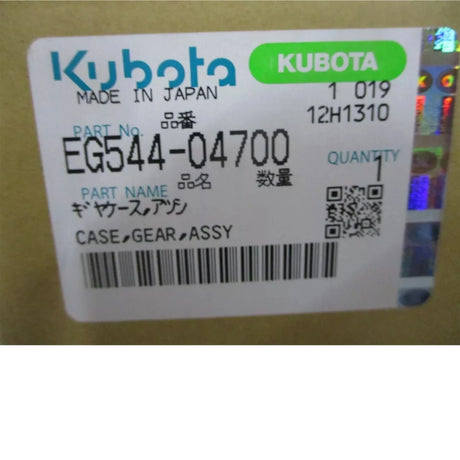 Kubota KUBOTA
MADE IN JAPAN 1 019
12H1310
PART No. 品番
EG544-04700
QUANTITY
品名 数量 1
PART NAME
ギヤケース,アツシ
CASE,GEAR,ASSY